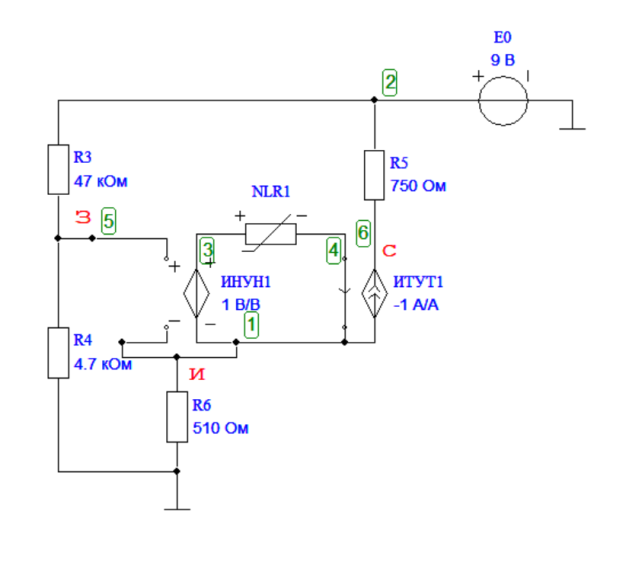 E0
9 В
+
2
R3
47 кОм
R5
750 Ом
NLR1
+ −
З
5
3
4
6
С
+
+
ИНУН1
1 В/В
−
ИТУТ1
-1 А/А
−
1
R4
4.7 кОм
И
R6
510 Ом